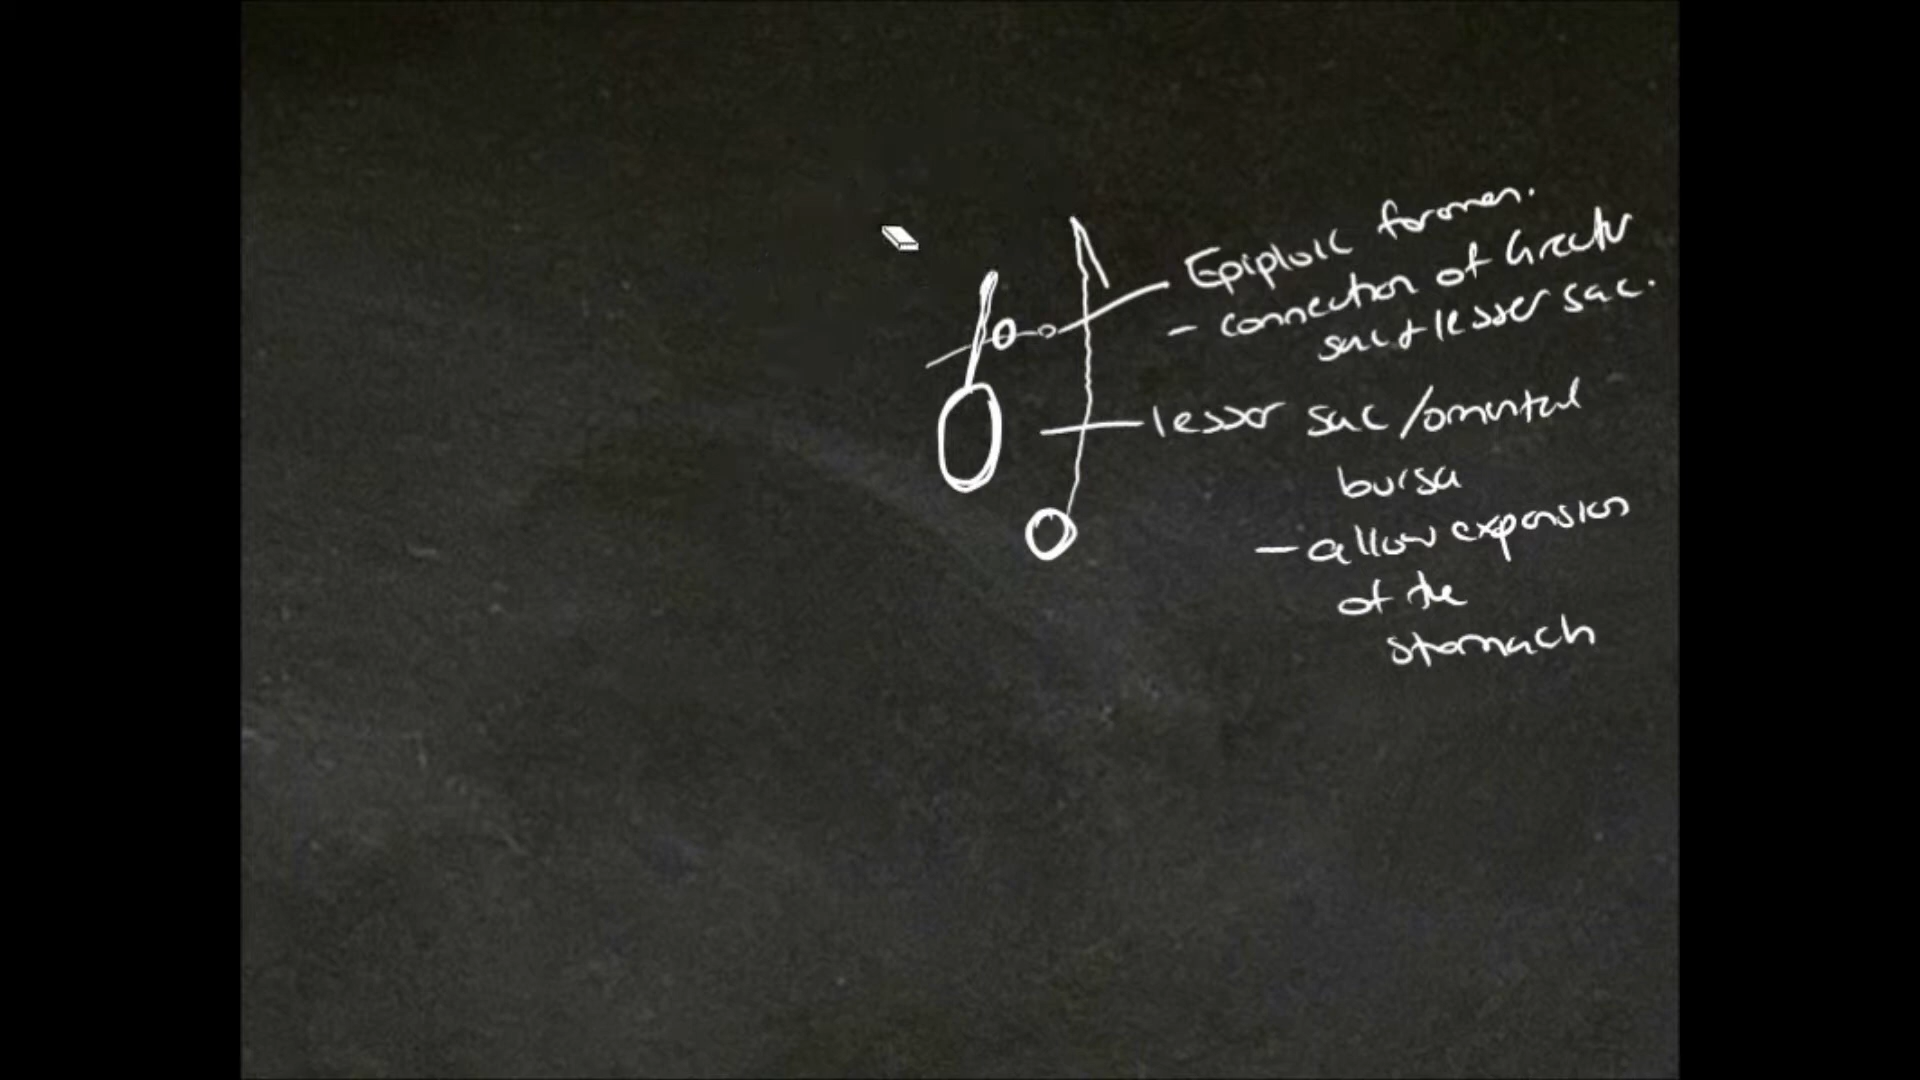 Epiploic foramen.
- connection of Greater
sac & lesser sac.
lesser sac/omental
bursa
- allow expansion
of the
stomach